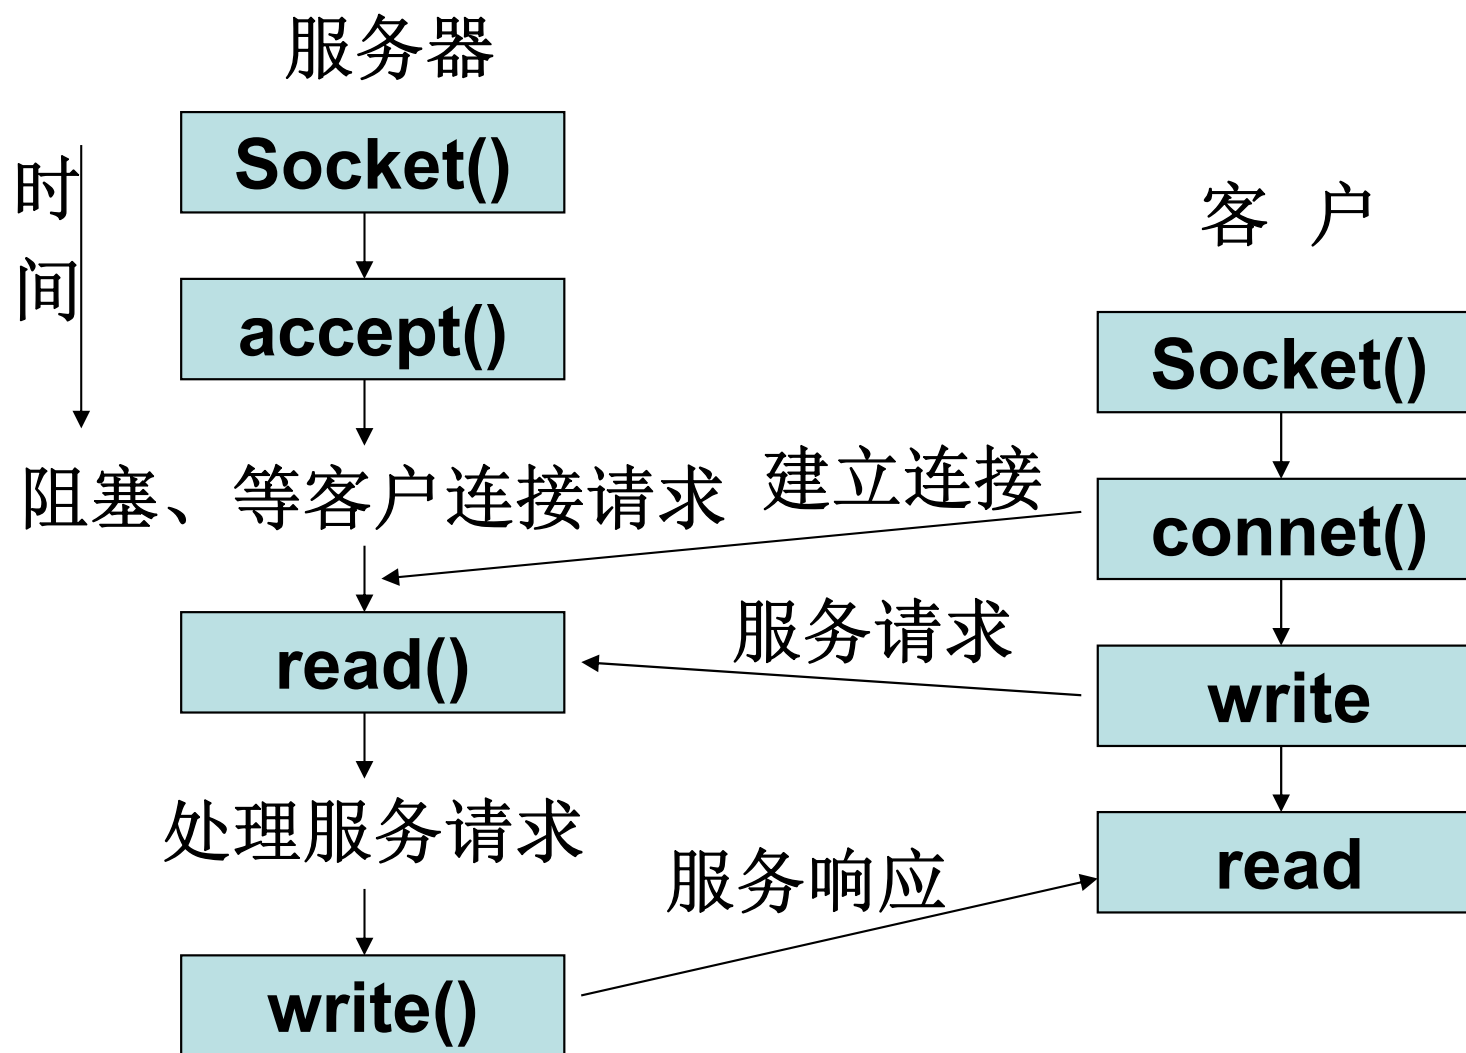 服务器
Socket()
时
间
客 户
accept()
Socket()
建立连接
阻塞、等客户连接请求
connet()
服务请求
read()
write
处理服务请求
服务响应
read
write()